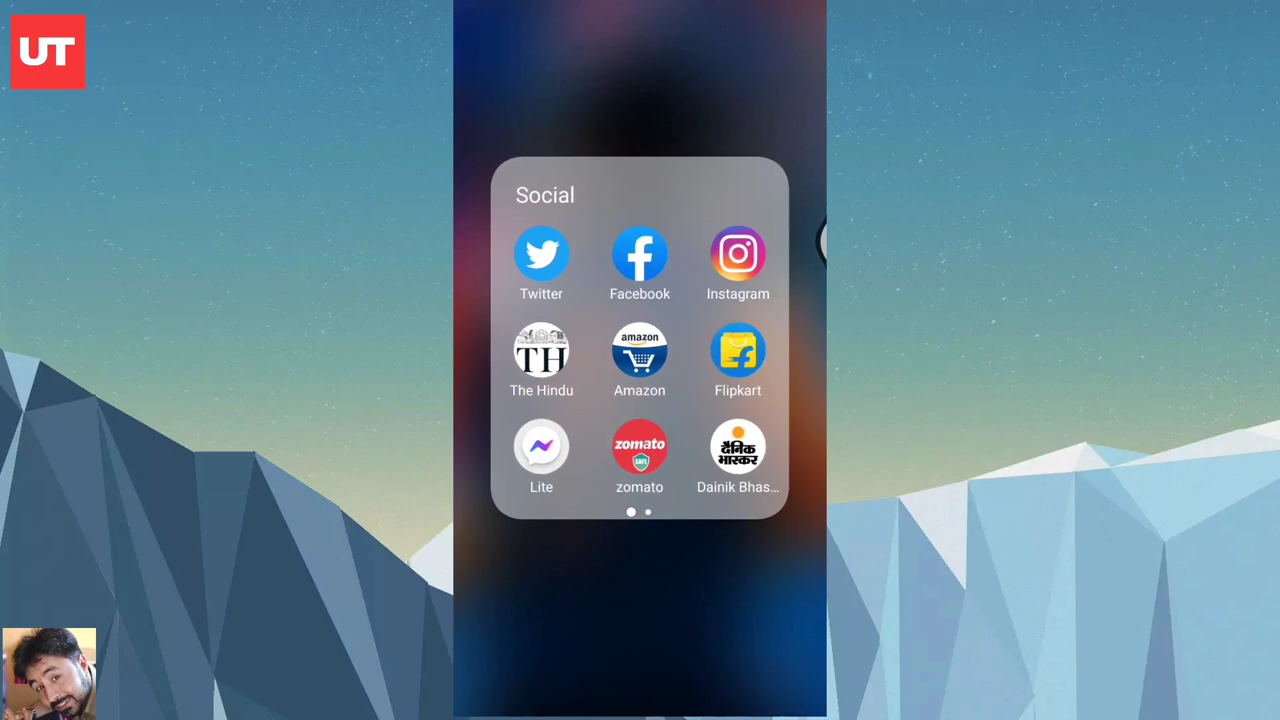 UT
Social
Twitter
Facebook
Instagram
TH
amazon
The Hindu
Amazon
Flipkart
zomato
SAFE
दैनिक
भास्कर
Lite
zomato
Dainik Bhas...